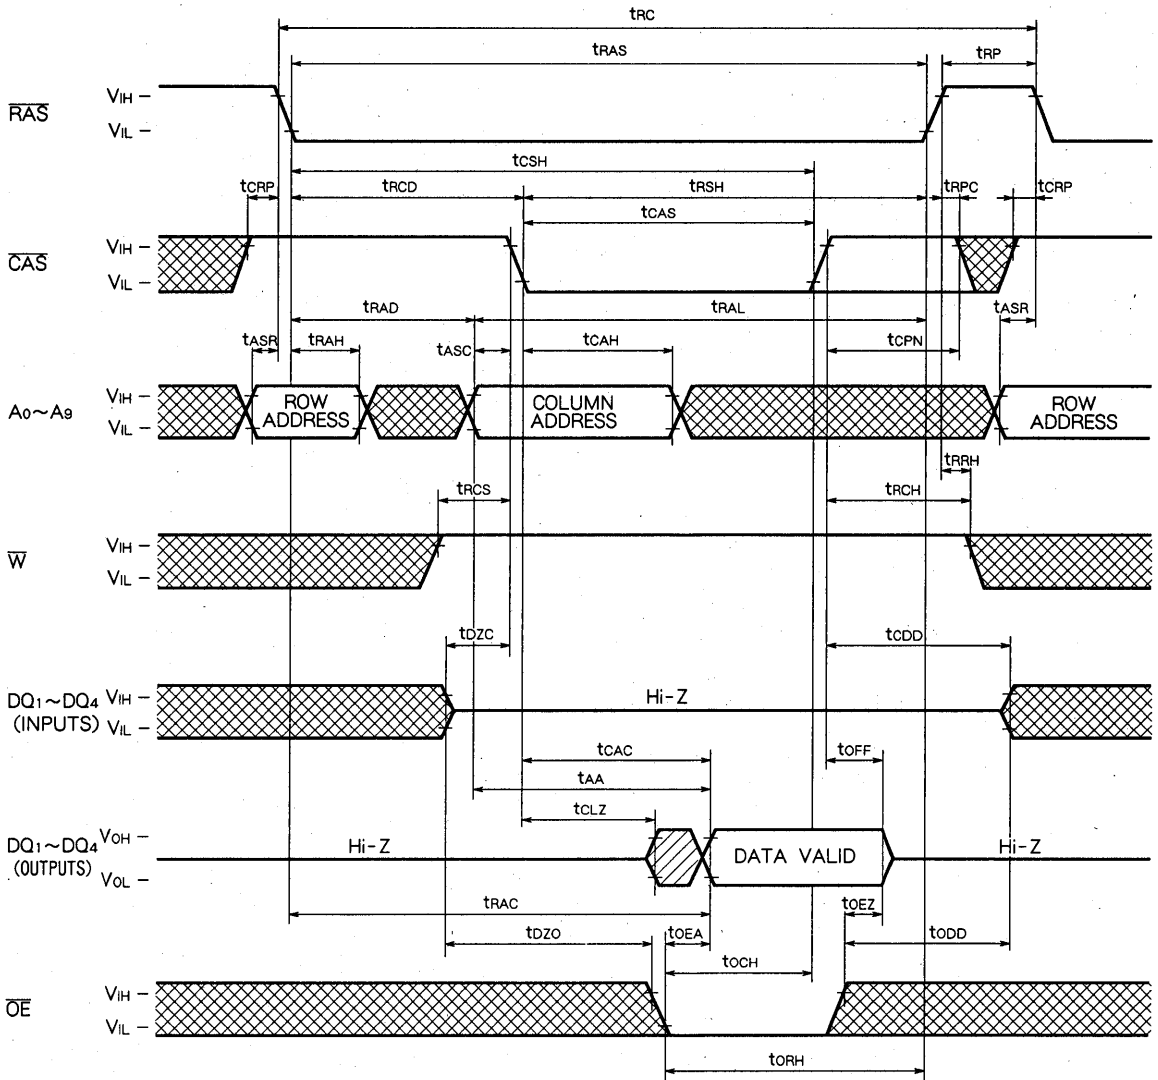 tRC
tRAS tRP
RAS VIH
VIL
tCSH
tCRP tRCD tRSH tRPC tCRP
tCAS
CAS VIH
VIL
tRAD tRAL tASR
tASR tRAH tASC tCAH tCPN
A0~A9 VIH ROW ADDRESS COLUMN ADDRESS ROW ADDRESS
VIL
tRRH
tRCS tRCH
W VIH
VIL
tDZC tCDD
DQ1~DQ4 VIH Hi-Z
(INPUTS) VIL
tCAC tOFF
tAA
tCLZ
DQ1~DQ4 VOH Hi-Z DATA VALID Hi-Z
(OUTPUTS) VOL
tRAC tOEZ
tDZO tOEA tODD
tOCH
OE VIH
VIL
tORH